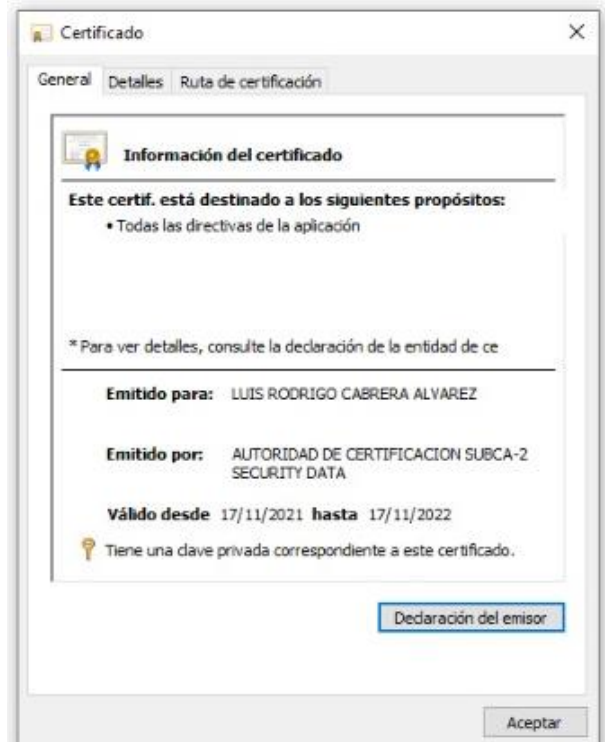 Certificado
General Detalles Ruta de certificación
Información del certificado
Este certif. está destinado a los siguientes propósitos:
• Todas las directivas de la aplicación
* Para ver detalles, consulte la declaración de la entidad de ce
Emitido para: LUIS RODRIGO CABRERA ALVAREZ
Emitido por: AUTORIDAD DE CERTIFICACION SUBCA-2
SECURITY DATA
Válido desde 17/11/2021 hasta 17/11/2022
Tiene una clave privada correspondiente a este certificado.
Declaración del emisor
Aceptar